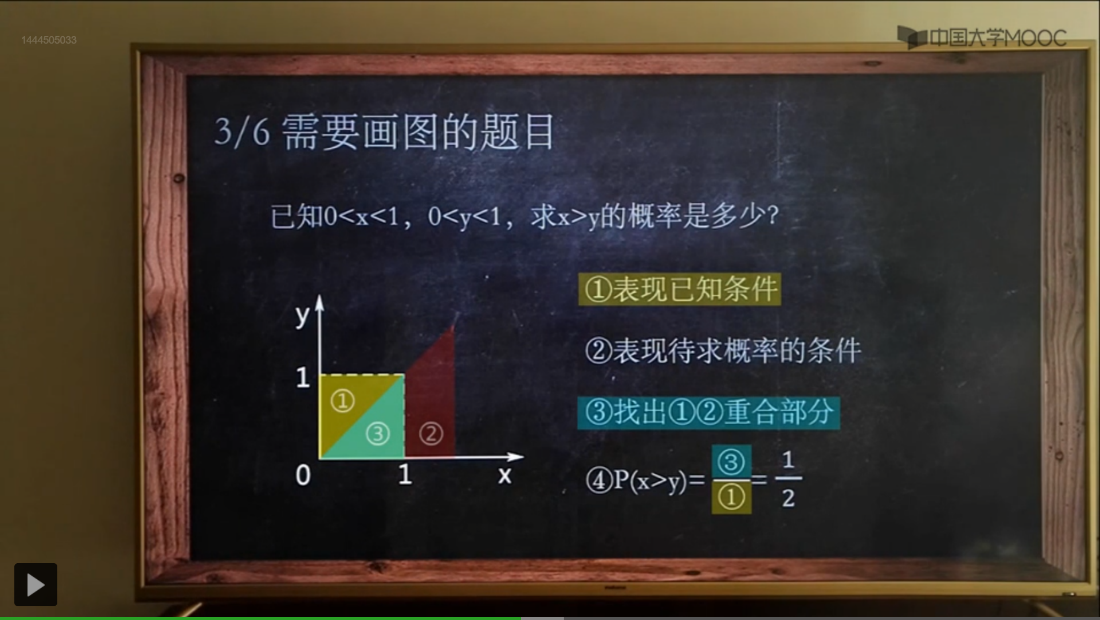 1444505033
中国大学MOOC
3/6 需要画图的题目
已知0<x<1，0<y<1，求x>y的概率是多少?
①表现已知条件
②表现待求概率的条件
③找出①②重合部分
④P(x>y)=③/①=1/2
y
1
①
③
②
0
1
x